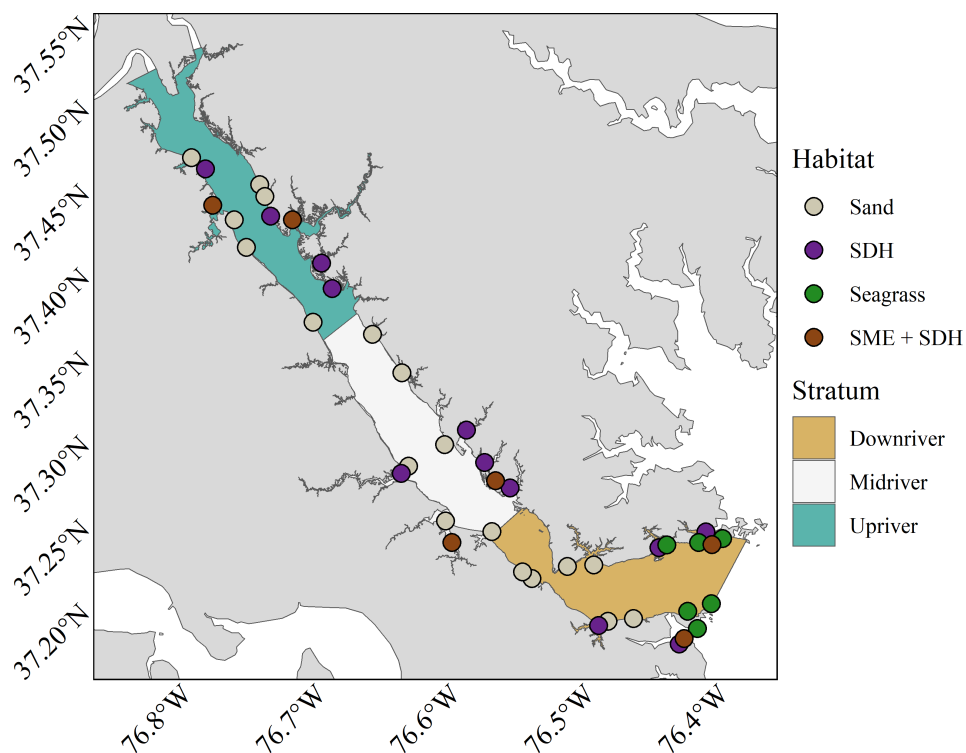 37.55°N
37.50°N
37.45°N
37.40°N
37.35°N
37.30°N
37.25°N
37.20°N
76.8°W
76.7°W
76.6°W
76.5°W
76.4°W
Habitat
Sand
SDH
Seagrass
SME + SDH
Stratum
Downriver
Midriver
Upriver